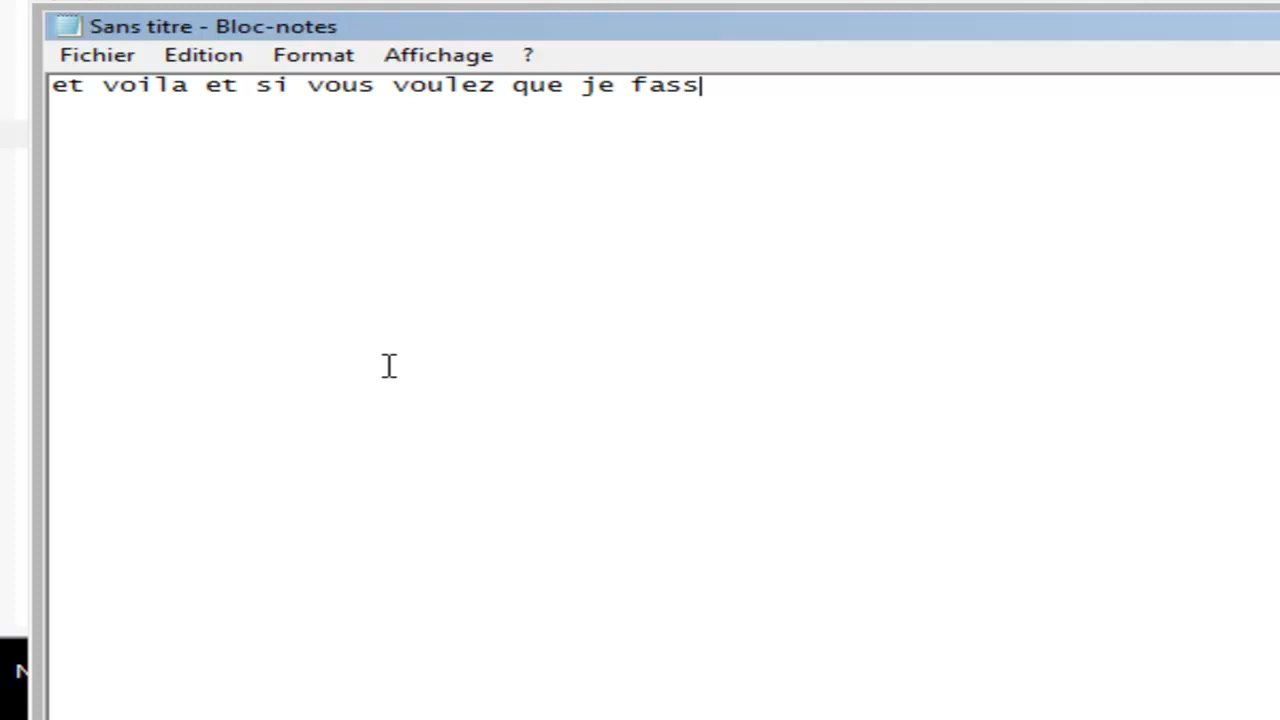 Sans titre - Bloc-notes
Fichier Edition Format Affichage ?
et voila et si vous voulez que je fass
N